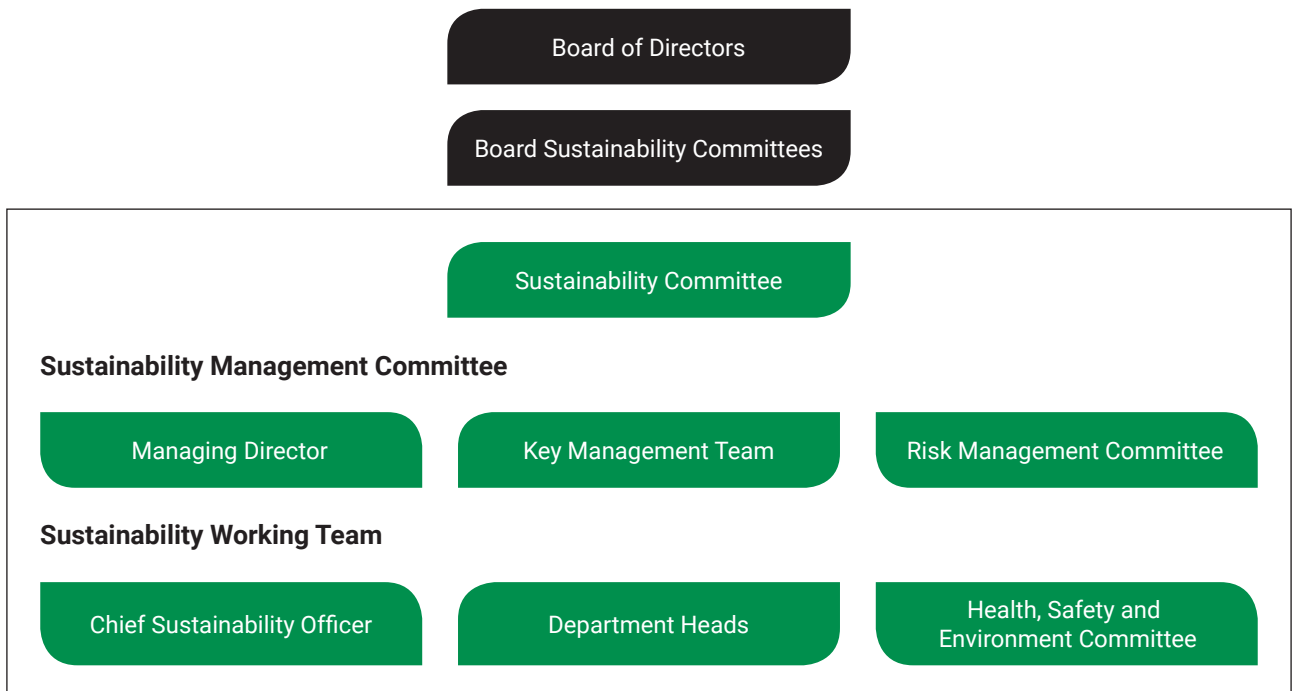 Board of Directors
Board Sustainability Committees
Sustainability Committee
Sustainability Management Committee
Managing Director
Key Management Team
Risk Management Committee
Sustainability Working Team
Chief Sustainability Officer
Department Heads
Health, Safety and
Environment Committee